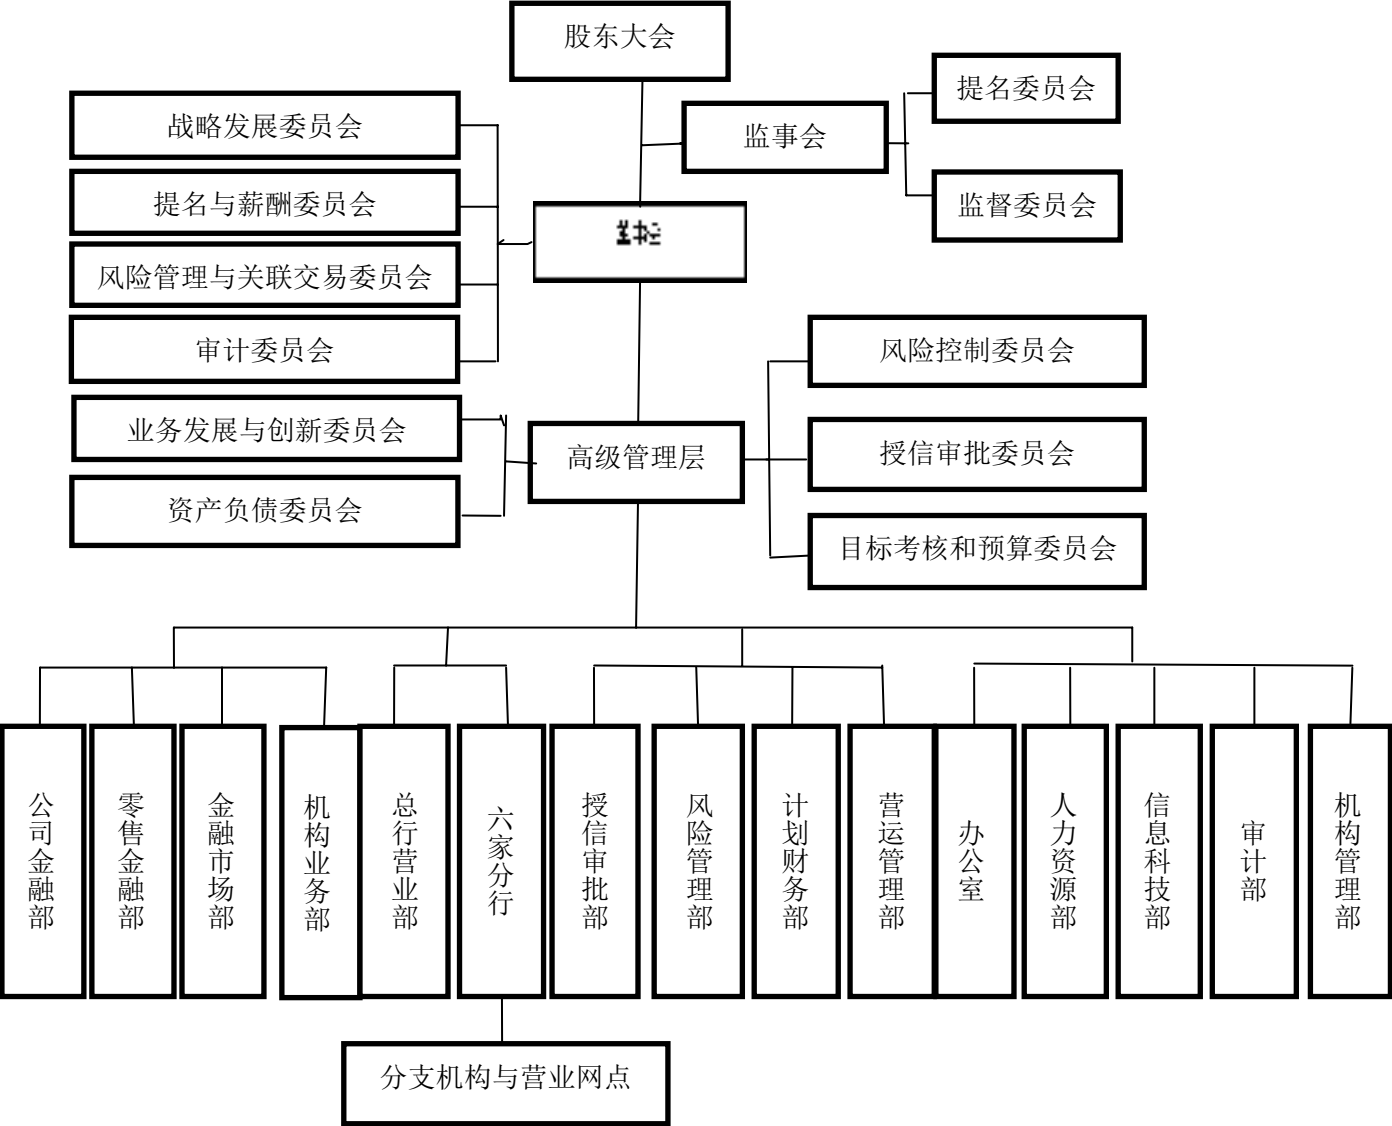 股东大会
提名委员会
监事会
战略发展委员会
提名与薪酬委员会
监督委员会
风险管理与关联交易委员会
审计委员会
风险控制委员会
业务发展与创新委员会
高级管理层
授信审批委员会
资产负债委员会
目标考核和预算委员会
公司金融部
零售金融部
金融市场部
机构业务部
总行营业部
六家分行
授信审批部
风险管理部
计划财务部
营运管理部
办公室
人力资源部
信息科技部
审计部
机构管理部
分支机构与营业网点